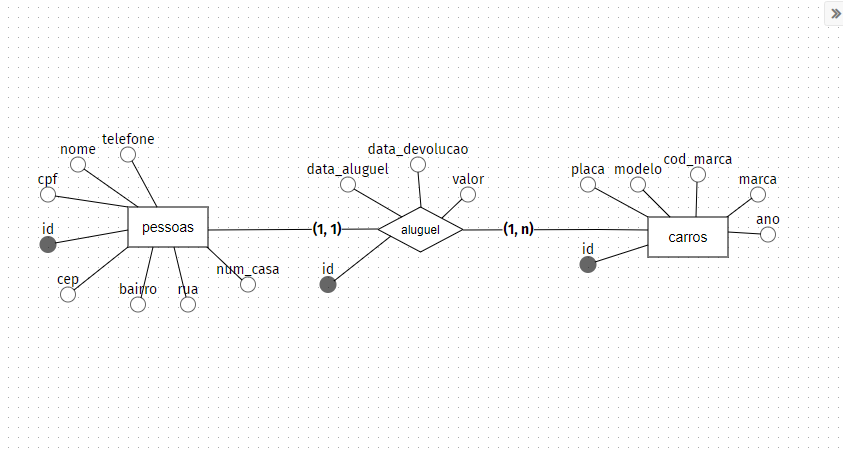 telefone
nome
cpf
id
pessoas
cep
bairro
rua
num_casa
(1, 1)
data_devolucao
data_aluguel
valor
aluguel
id
(1, n)
cod_marca
placa
modelo
marca
ano
carros
id